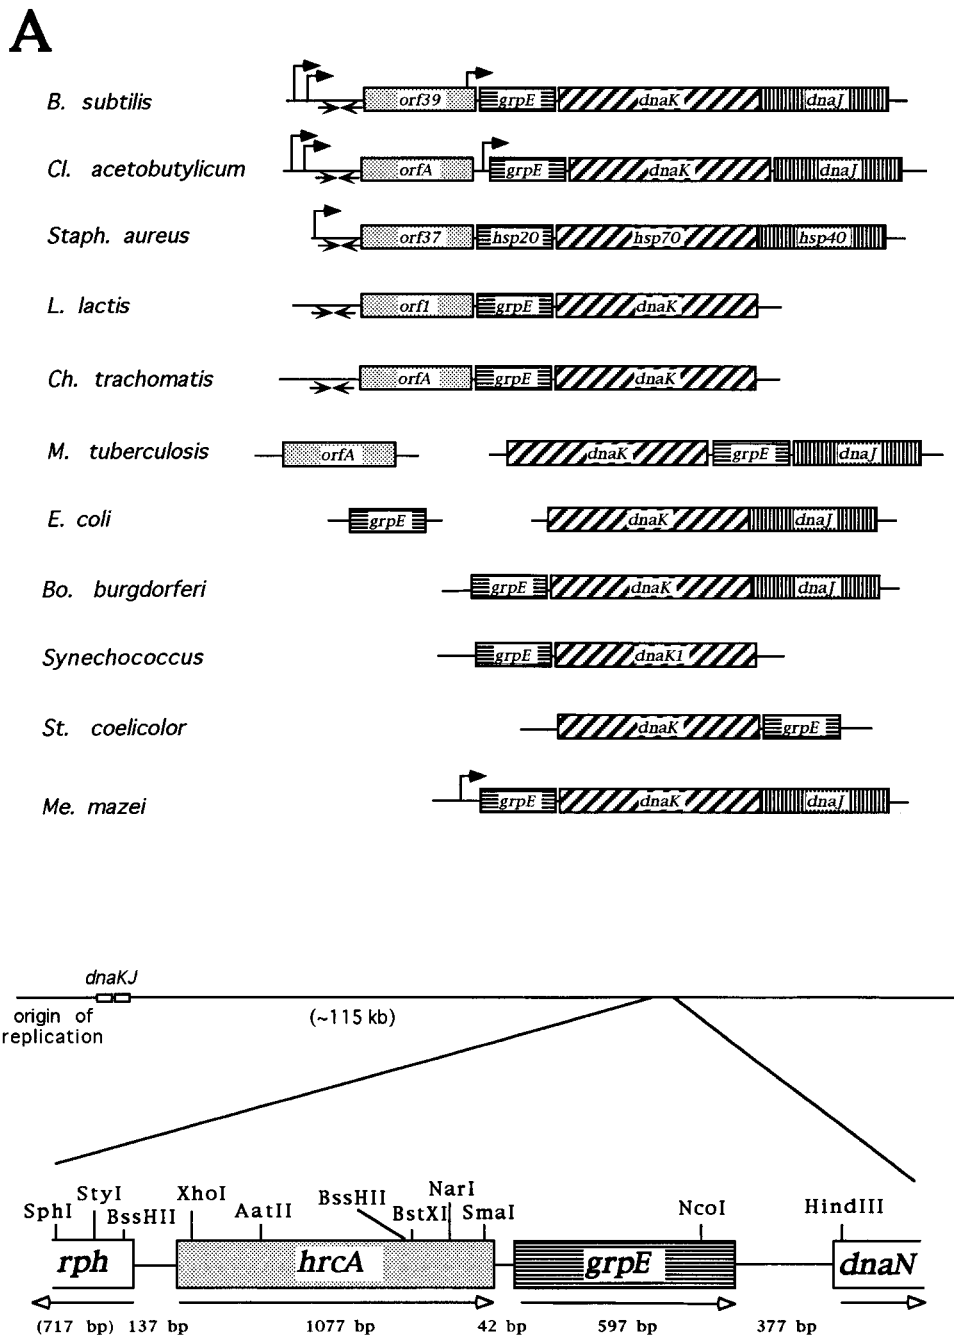 A
B. subtilis orf39 grpE dnaK dnaJ
Cl. acetobutylicum orfA grpE dnaK dnaJ
Staph. aureus orf37 hsp20 hsp70 hsp40
L. lactis orf1 grpE dnaK
Ch. trachomatis orfA grpE dnaK
M. tuberculosis orfA dnaK grpE dnaJ
E. coli grpE dnaK dnaJ
Bo. burgdorferi grpE dnaK dnaJ
Synechococcus grpE dnaK1
St. coelicolor dnaK grpE
Me. mazei grpE dnaK dnaJ
dnaKJ
origin of
replication
(~115 kb)
SphI StyI BssHII XhoI AatII BssHII BstXI NarI SmaI NcoI HindIII
rph hrcA grpE dnaN
(717 bp) 137 bp 1077 bp 42 bp 597 bp 377 bp